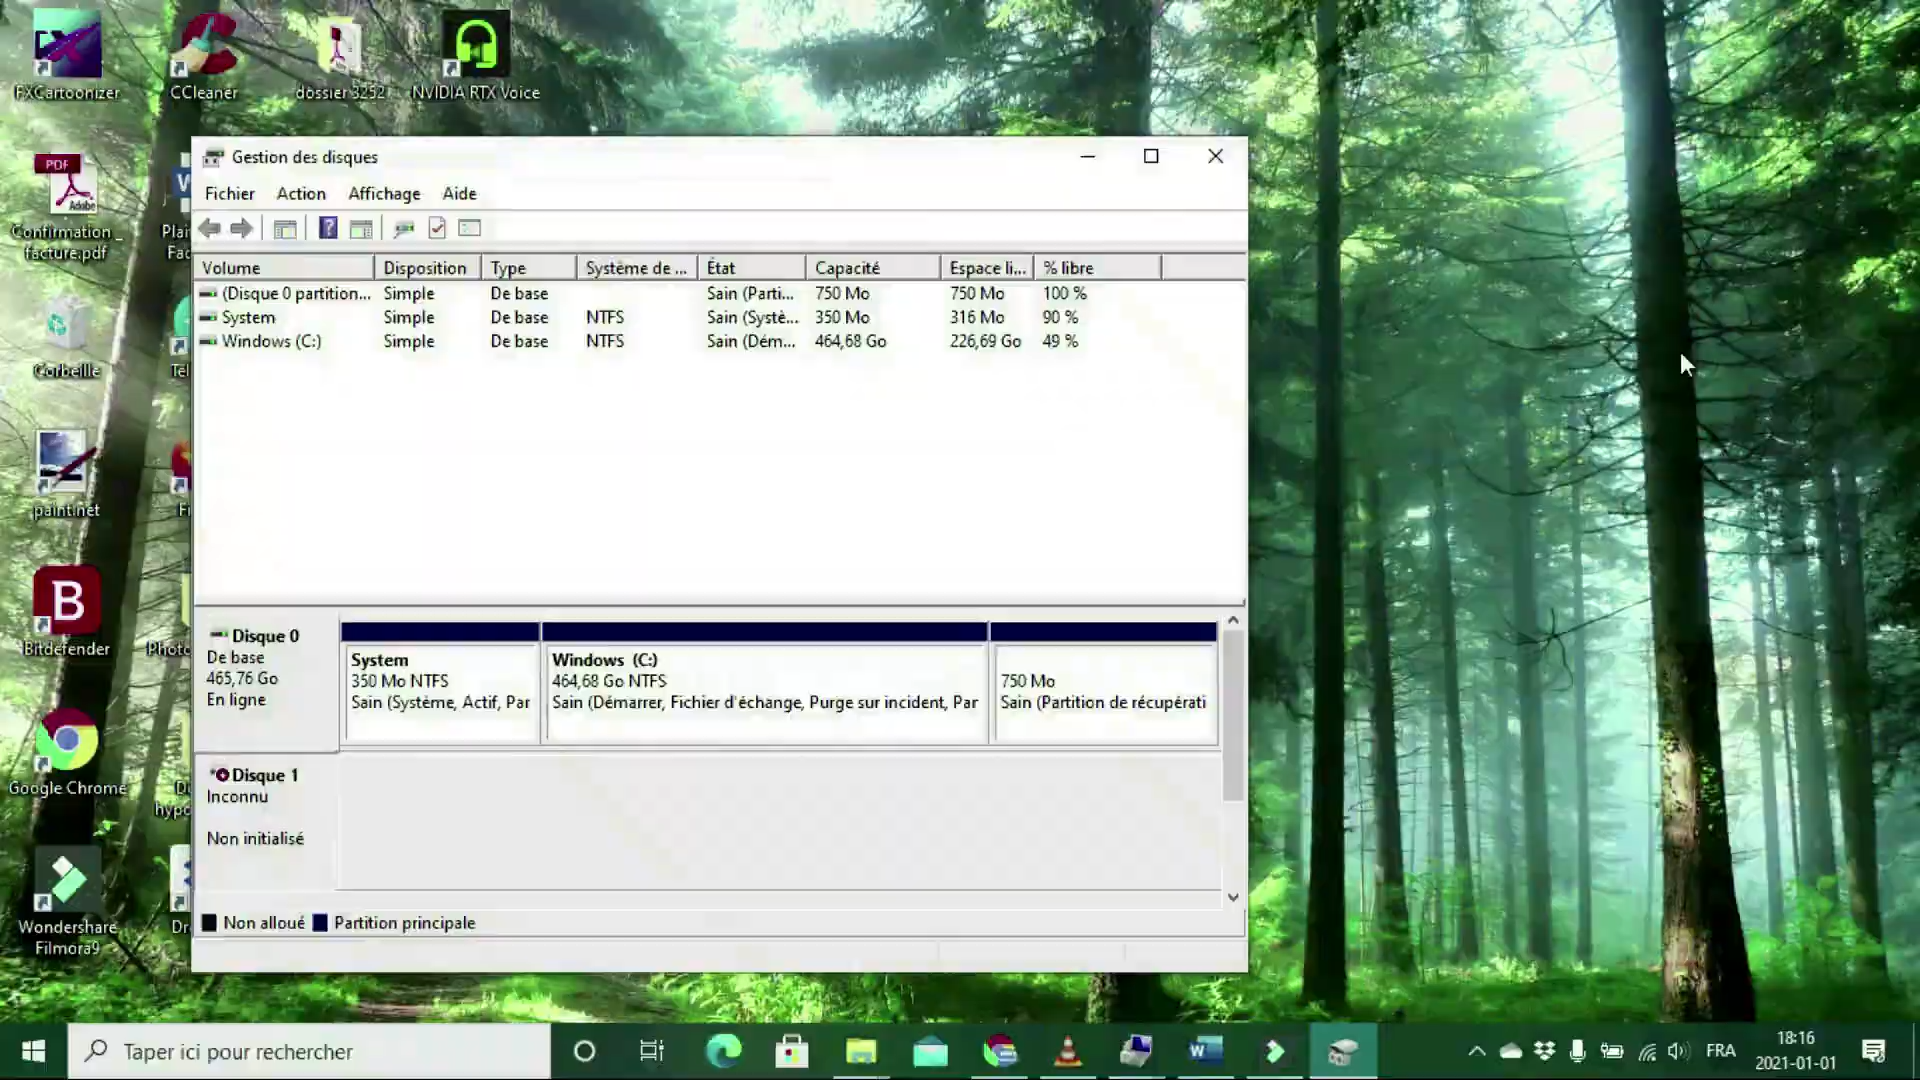 FXCartoonizer
CCleaner
dossier 3252
NVIDIA RTX Voice
PDF
Adobe
Confirmation_
facture.pdf
Corbeille
paint.net
B
Bitdefender
Google Chrome
Wondershare
Filmora9
Gestion des disques
Fichier Action Affichage Aide
Volume Disposition Type Système de ... État Capacité Espace li... % libre
(Disque 0 partition... Simple De base Sain (Parti... 750 Mo 750 Mo 100 %
System Simple De base NTFS Sain (Systè... 350 Mo 316 Mo 90 %
Windows (C:) Simple De base NTFS Sain (Dém... 464,68 Go 226,69 Go 49 %
Disque 0
De base
465,76 Go
En ligne
System
350 Mo NTFS
Sain (Système, Actif, Par
Windows (C:)
464,68 Go NTFS
Sain (Démarrer, Fichier d'échange, Purge sur incident, Par
750 Mo
Sain (Partition de récupérati
Disque 1
Inconnu
Non initialisé
Non alloué Partition principale
Taper ici pour rechercher
FRA
18:16
2021-01-01